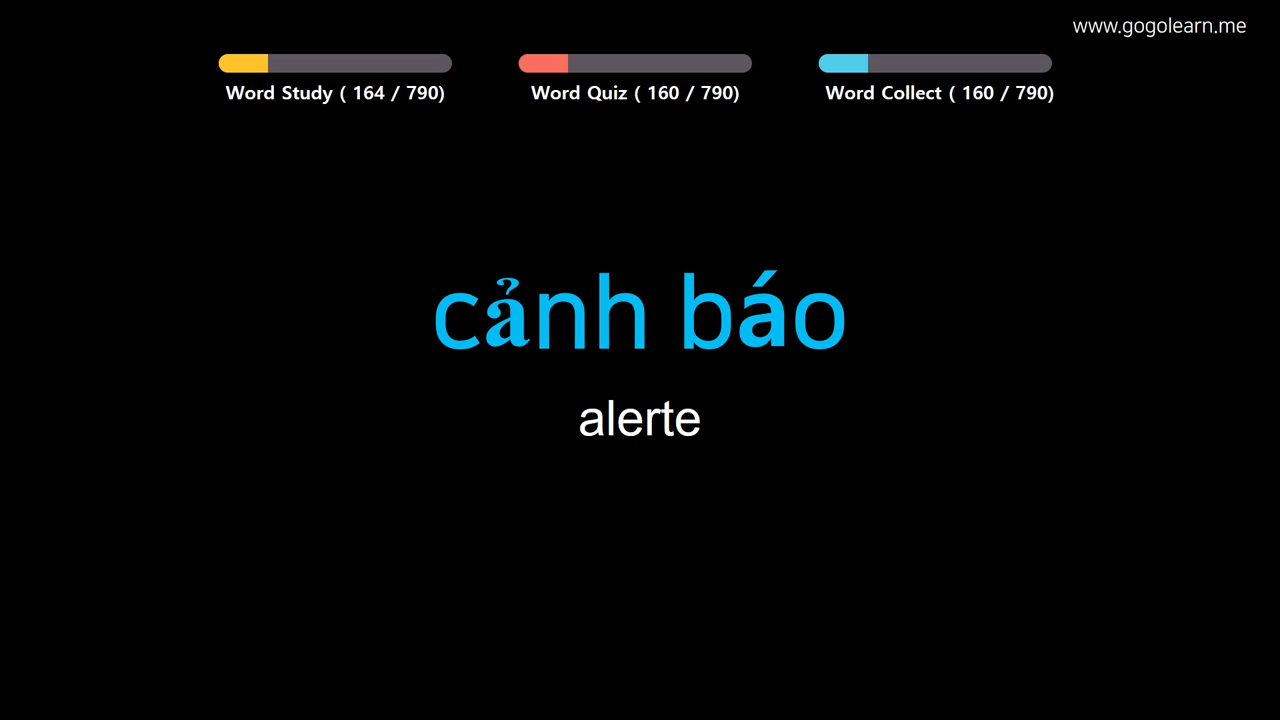 www.gogolearn.me
Word Study ( 164 / 790)
Word Quiz ( 160 / 790)
Word Collect ( 160 / 790)
cảnh báo
alerte